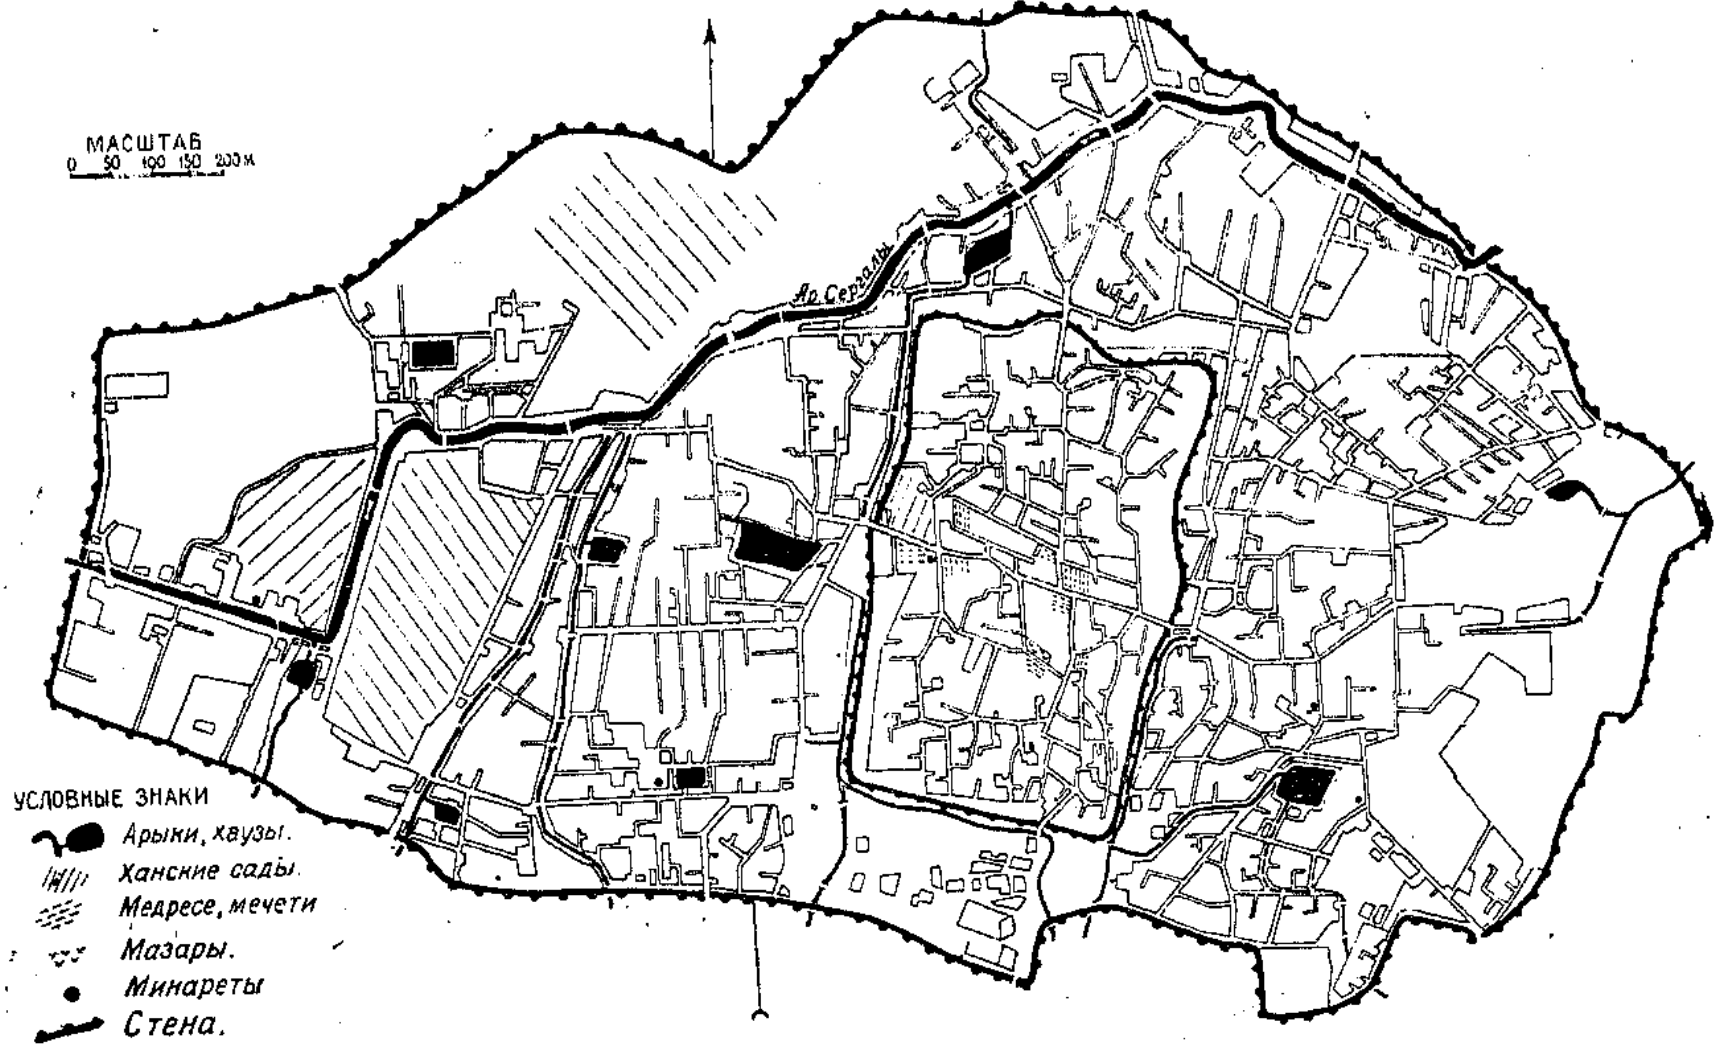 МАСШТАБ
0 50 100 150 200 м
Ар. Сергалы
УСЛОВНЫЕ ЗНАКИ
Арыки, хаузы.
Ханские сады.
Медресе, мечети
Мазары.
Минареты
Стена.